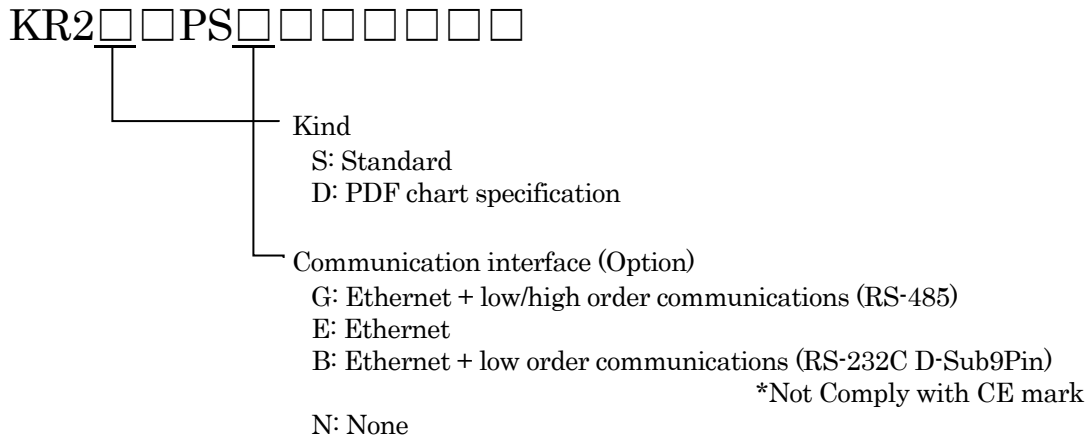 KR2□□PS□□□□□□□
Kind
S: Standard
D: PDF chart specification
Communication interface (Option)
G: Ethernet + low/high order communications (RS-485)
E: Ethernet
B: Ethernet + low order communications (RS-232C D-Sub9Pin)
*Not Comply with CE mark
N: None